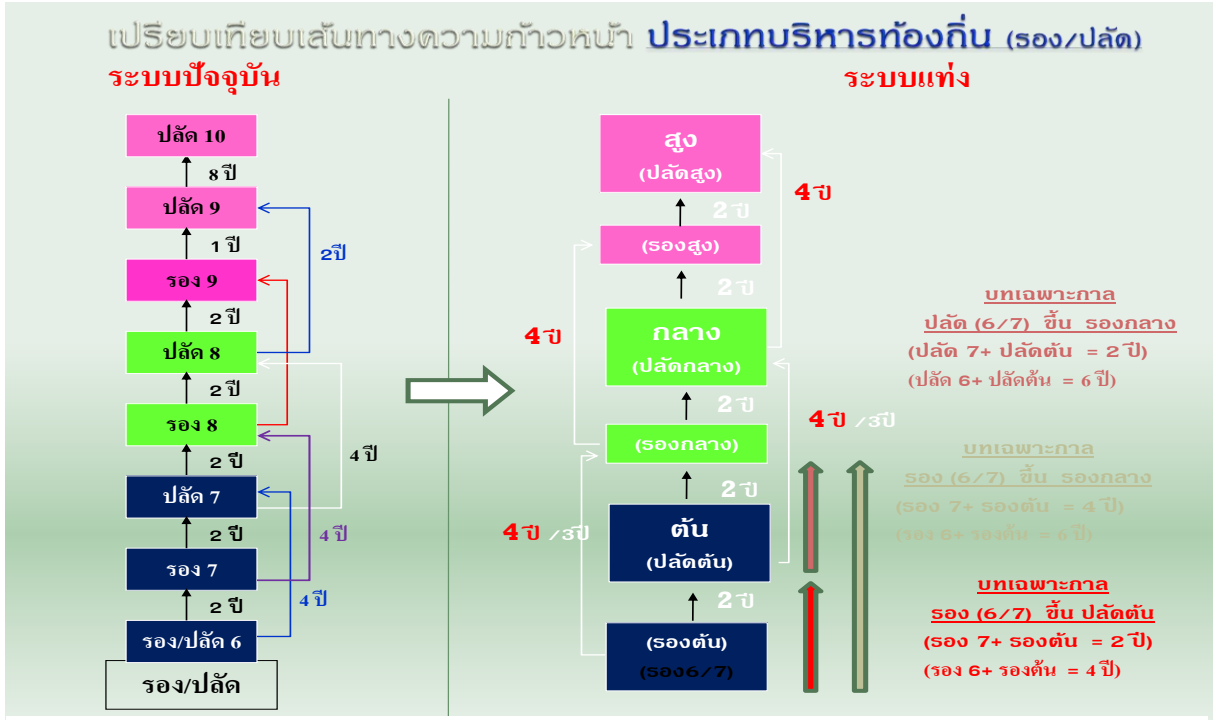 เปรียบเทียบเส้นทางความก้าวหน้า ประเภทบริหารท้องถิ่น (รอง/ปลัด)
ระบบปัจจุบัน
ปลัด 10
8 ปี
ปลัด 9
2ปี
1 ปี
รอง 9
2 ปี
ปลัด 8
2 ปี
รอง 8
4 ปี
2 ปี
ปลัด 7
2 ปี
4 ปี
รอง 7
2 ปี
4 ปี
รอง/ปลัด 6
รอง/ปลัด
ระบบแท่ง
สูง
(ปลัดสูง)
4 ปี
2 ปี
(รองสูง)
2 ปี
4 ปี
กลาง
(ปลัดกลาง)
2 ปี
4 ปี /3ปี
(รองกลาง)
2 ปี
4 ปี /3ปี
ต้น
(ปลัดต้น)
2 ปี
(รองต้น)
(รอง6/7)
บทเฉพาะกาล
ปลัด (6/7) ขึ้น รองกลาง
(ปลัด 7+ ปลัดต้น = 2 ปี)
(ปลัด 6+ ปลัดต้น = 6 ปี)
บทเฉพาะกาล
รอง (6/7) ขึ้น รองกลาง
(รอง 7+ รองต้น = 4 ปี)
(รอง 6+ รองต้น = 6 ปี)
บทเฉพาะกาล
รอง (6/7) ขึ้น ปลัดต้น
(รอง 7+ รองต้น = 2 ปี)
(รอง 6+ รองต้น = 4 ปี)